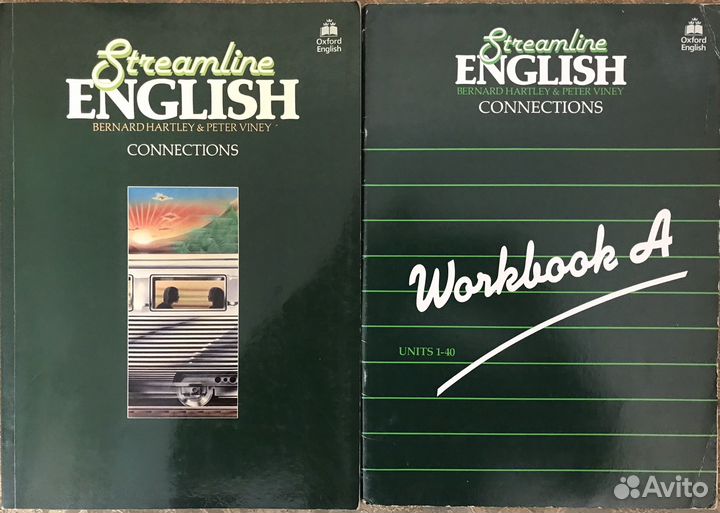 Oxford
English
Streamline
ENGLISH
BERNARD HARTLEY & PETER VINEY
CONNECTIONS
Oxford
English
Streamline
ENGLISH
BERNARD HARTLEY & PETER VINEY
CONNECTIONS
Workbook A
UNITS 1-40
Avito